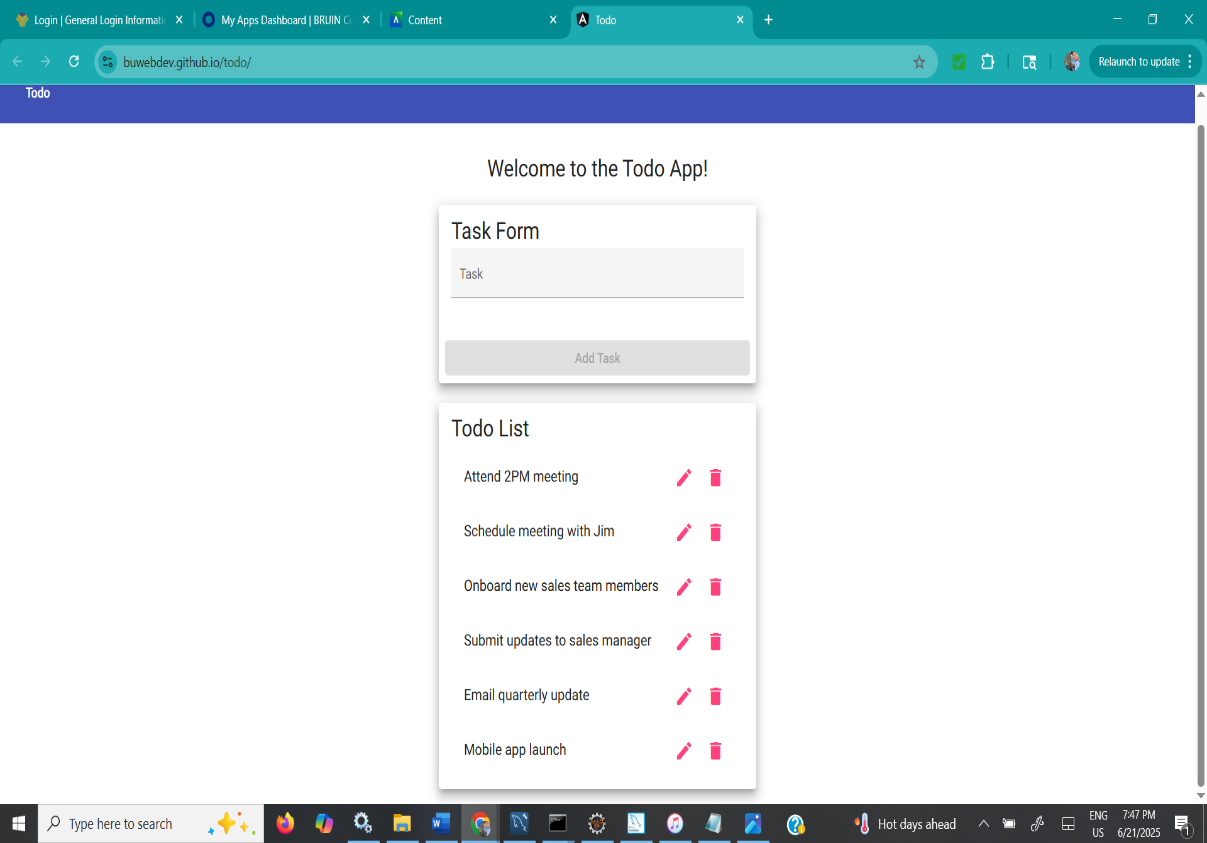 Login | General Login Informati
My Apps Dashboard | BRUIN C
Content
Todo
buwebdev.github.io/todo/
Relaunch to update
Todo
Welcome to the Todo App!
Task Form
Task
Add Task
Todo List
Attend 2PM meeting
Schedule meeting with Jim
Onboard new sales team members
Submit updates to sales manager
Email quarterly update
Mobile app launch
Type here to search
Hot days ahead
ENG
US
7:47 PM
6/21/2025
1